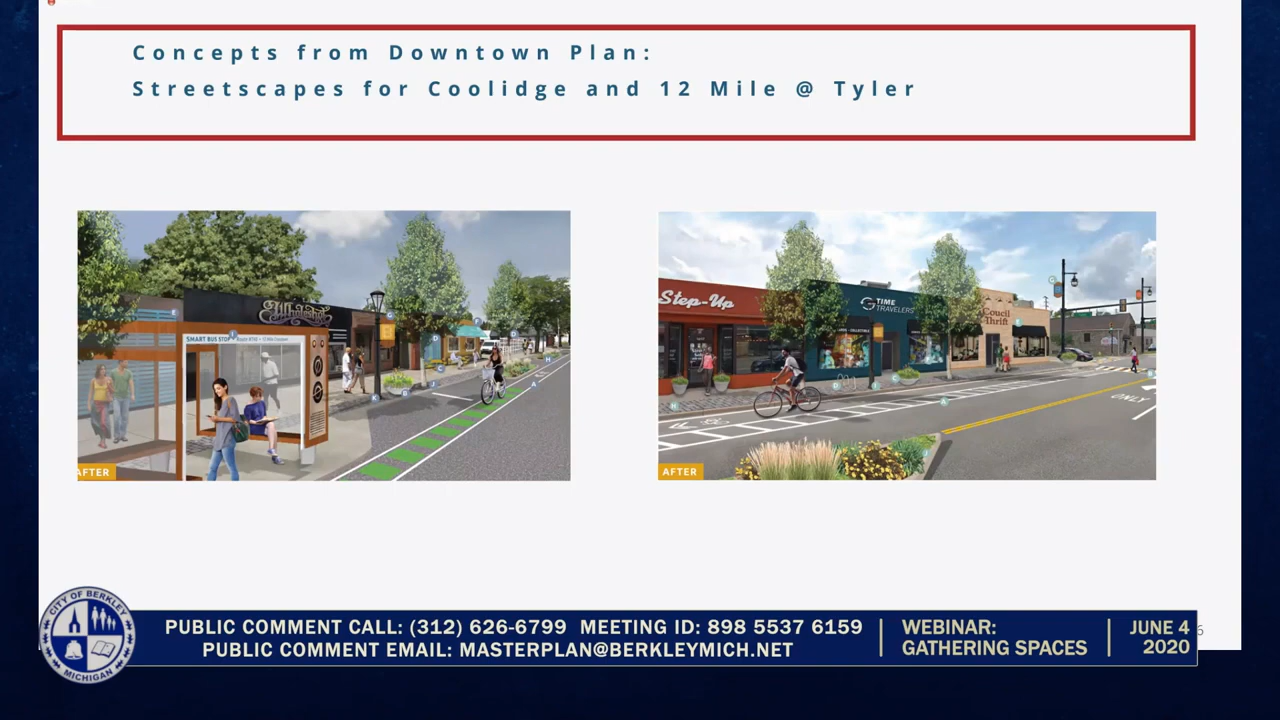 Concepts from Downtown Plan:
Streetscapes for Coolidge and 12 Mile @ Tyler
SMART BUS STOP
AFTER
Step-Up
TIME
TRAVELERS
Coucil
Thrift
ONLY
AFTER
CITY OF BERKLEY
MICHIGAN
PUBLIC COMMENT CALL: (312) 626-6799 MEETING ID: 898 5537 6159
PUBLIC COMMENT EMAIL: MASTERPLAN@BERKLEYMICH.NET
WEBINAR:
GATHERING SPACES
JUNE 4
2020
6